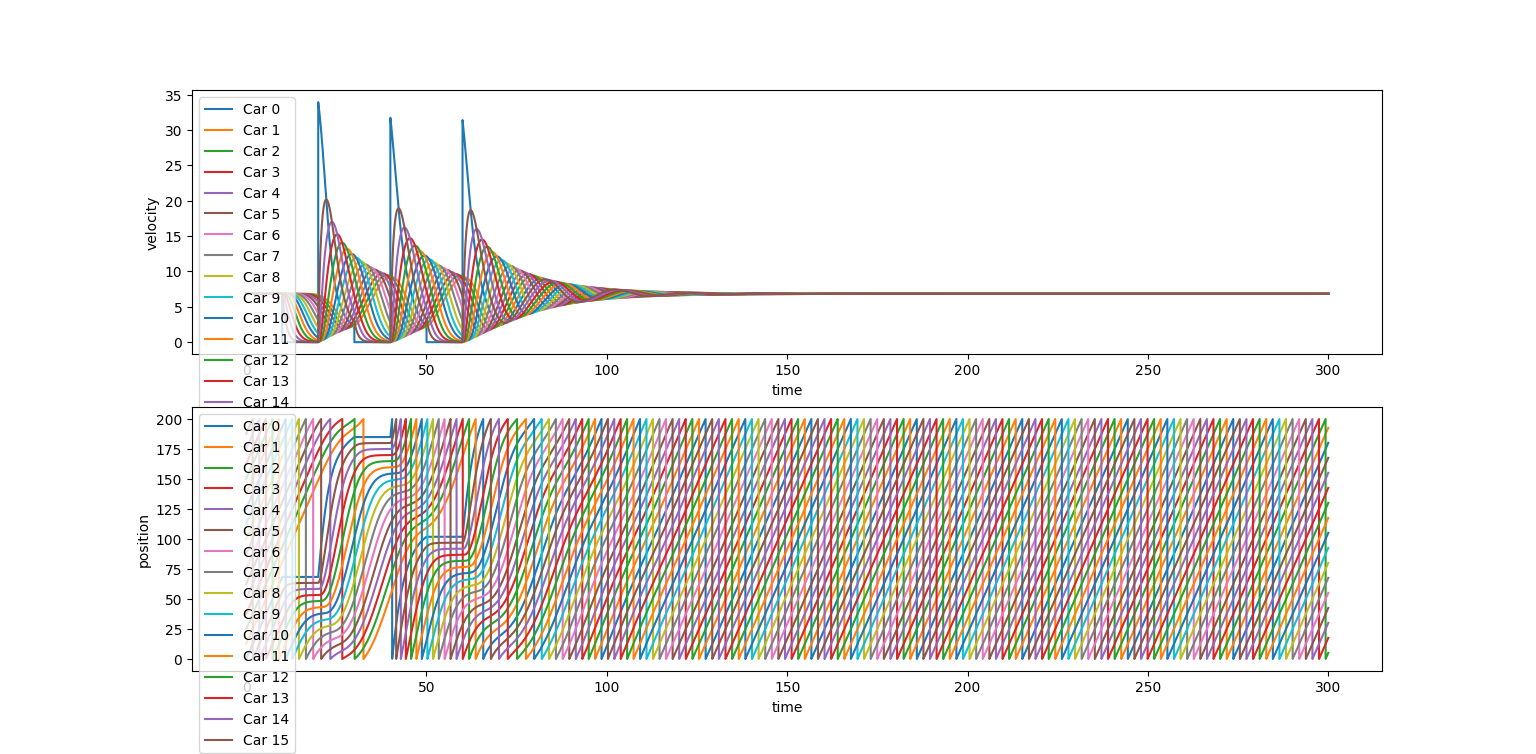 velocity
35
30
25
20
15
10
5
0
Car 0
Car 1
Car 2
Car 3
Car 4
Car 5
Car 6
Car 7
Car 8
Car 9
Car 10
Car 11
Car 12
Car 13
Car 14
0 50 100 150 200 250 300
time
position
200
175
150
125
100
75
50
25
0
Car 0
Car 1
Car 2
Car 3
Car 4
Car 5
Car 6
Car 7
Car 8
Car 9
Car 10
Car 11
Car 12
Car 13
Car 14
Car 15
0 50 100 150 200 250 300
time